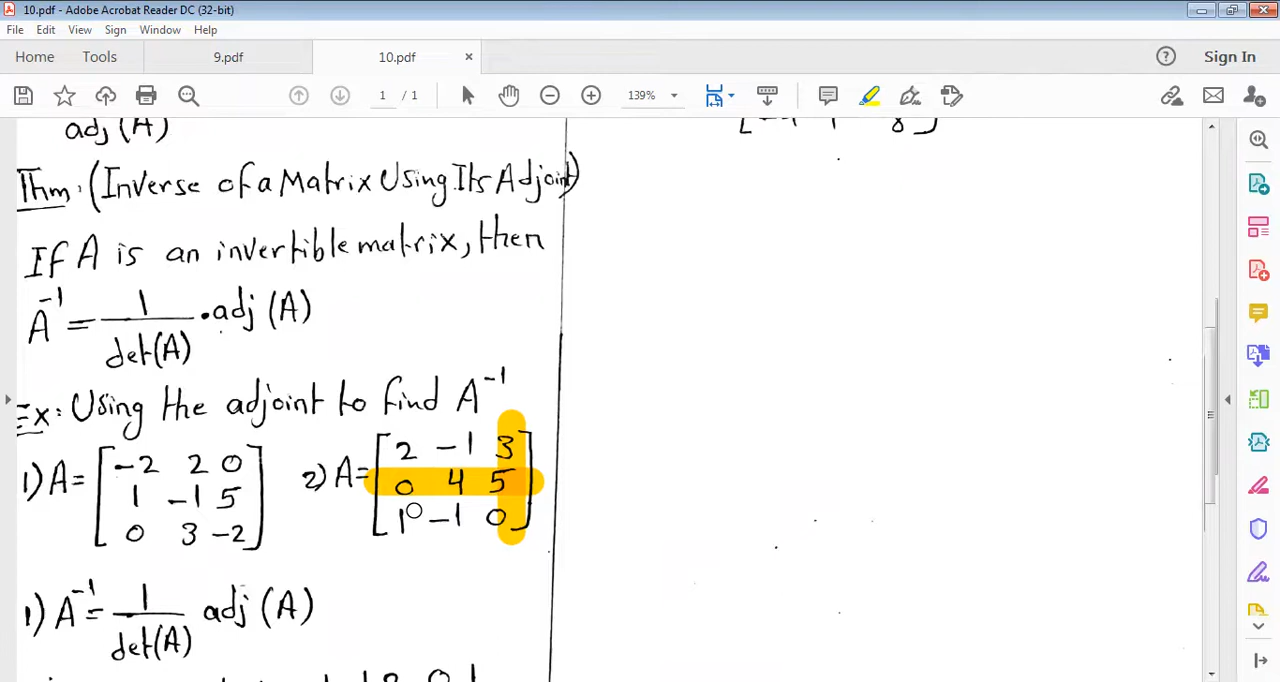 10.pdf - Adobe Acrobat Reader DC (32-bit)
File Edit View Sign Window Help
Home Tools 9.pdf 10.pdf × ? Sign In
1 / 1 139%
adj (A)
[-1 1 8]
Thm: (Inverse of a Matrix Using Its Adjoint)
If A is an invertible matrix, then
A⁻¹ = 1/det(A) • adj (A)
Ex: Using the adjoint to find A⁻¹
1) A = [-2 2 0 2) A = [2 -1 3
1 -1 5 0 4 5
0 3 -2] 1 -1 0]
1) A⁻¹ = 1/det(A) adj (A)